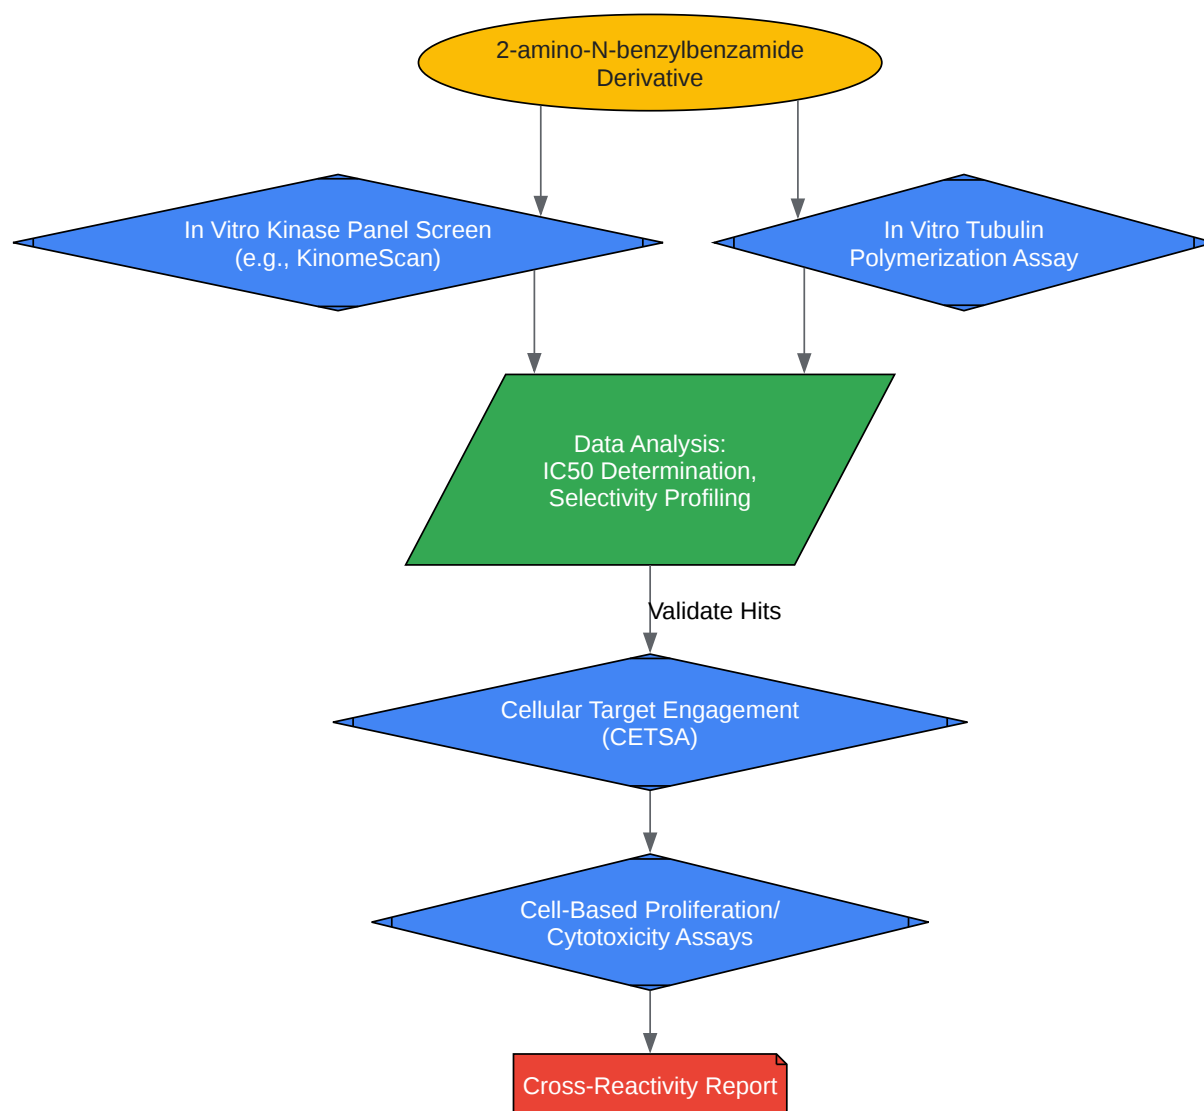 2-amino-N-benzylbenzamide
Derivative
In Vitro Kinase Panel Screen
(e.g., KinomeScan)
In Vitro Tubulin
Polymerization Assay
Data Analysis:
IC50 Determination,
Selectivity Profiling
Validate Hits
Cellular Target Engagement
(CETSA)
Cell-Based Proliferation/
Cytotoxicity Assays
Cross-Reactivity Report